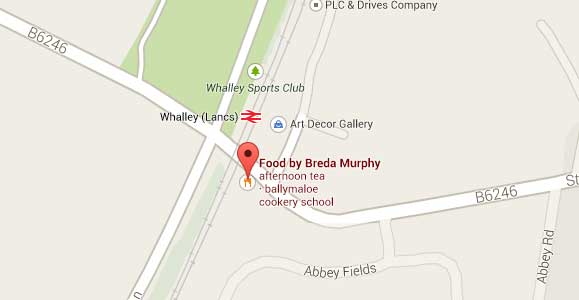 PLC & Drives Company
B6246
Whalley Sports Club
Whalley (Lancs)
Art Decor Gallery
Food by Breda Murphy
afternoon tea
· ballymaloe
cookery school
B6246
St
Abbey Rd
Abbey Fields
n